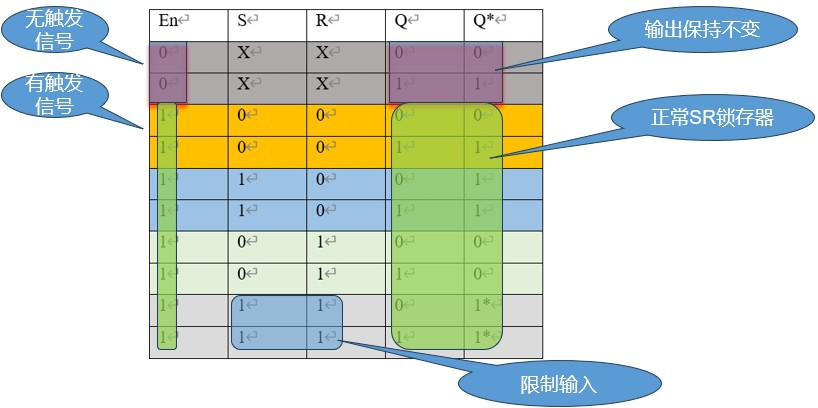 无触发
信号
有触发
信号
En↵ S↵ R↵ Q↵ Q*↵
0↵ X↵ X↵ 0↵ 0↵
0↵ X↵ X↵ 1↵ 1↵
1↵ 0↵ 0↵ 0↵ 0↵
1↵ 0↵ 0↵ 1↵ 1↵
1↵ 1↵ 0↵ 0↵ 1↵
1↵ 1↵ 0↵ 1↵ 1↵
1↵ 0↵ 1↵ 0↵ 0↵
1↵ 0↵ 1↵ 1↵ 0↵
1↵ 1↵ 1↵ 0↵ 1*↵
1↵ 1↵ 1↵ 1↵ 1*↵
输出保持不变
正常SR锁存器
限制输入